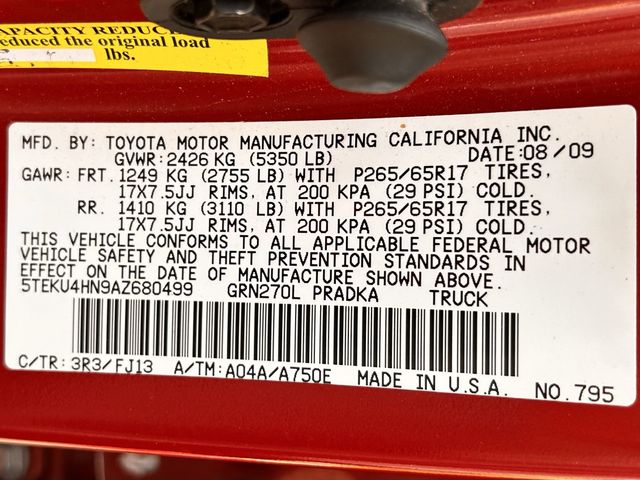 CAPACITY REDUC
educed the original load
lbs.
MFD. BY: TOYOTA MOTOR MANUFACTURING CALIFORNIA INC.
GVWR: 2426 KG (5350 LB) DATE: 08/09
GAWR: FRT. 1249 KG (2755 LB) WITH P265/65R17 TIRES,
17X7.5JJ RIMS, AT 200 KPA (29 PSI) COLD.
RR. 1410 KG (3110 LB) WITH P265/65R17 TIRES,
17X7.5JJ RIMS, AT 200 KPA (29 PSI) COLD.
THIS VEHICLE CONFORMS TO ALL APPLICABLE FEDERAL MOTOR
VEHICLE SAFETY AND THEFT PREVENTION STANDARDS IN
EFFECT ON THE DATE OF MANUFACTURE SHOWN ABOVE.
5TEKU4HN9AZ680499 GRN270L PRADKA TRUCK
C/TR: 3R3/FJ13 A/TM: A04A/A750E MADE IN U.S.A. NO. 795